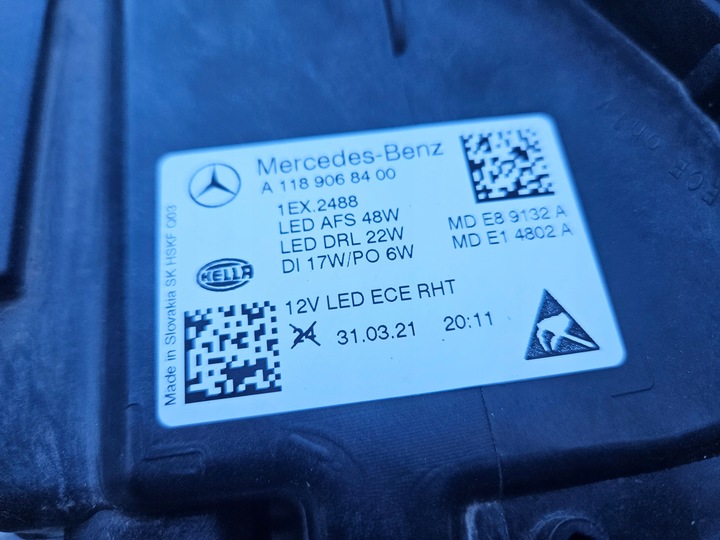 Mercedes-Benz
A 118 906 84 00
1EX.2488
LED AFS 48W
LED DRL 22W
DI 17W/PO 6W
MD E8 9132 A
MD E1 4802 A
HELLA
12V LED ECE RHT
24 31.03.21 20:11
Made in Slovakia SK HSKF 003